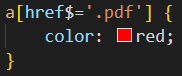 a[href$='.pdf'] {
    color: red;
}